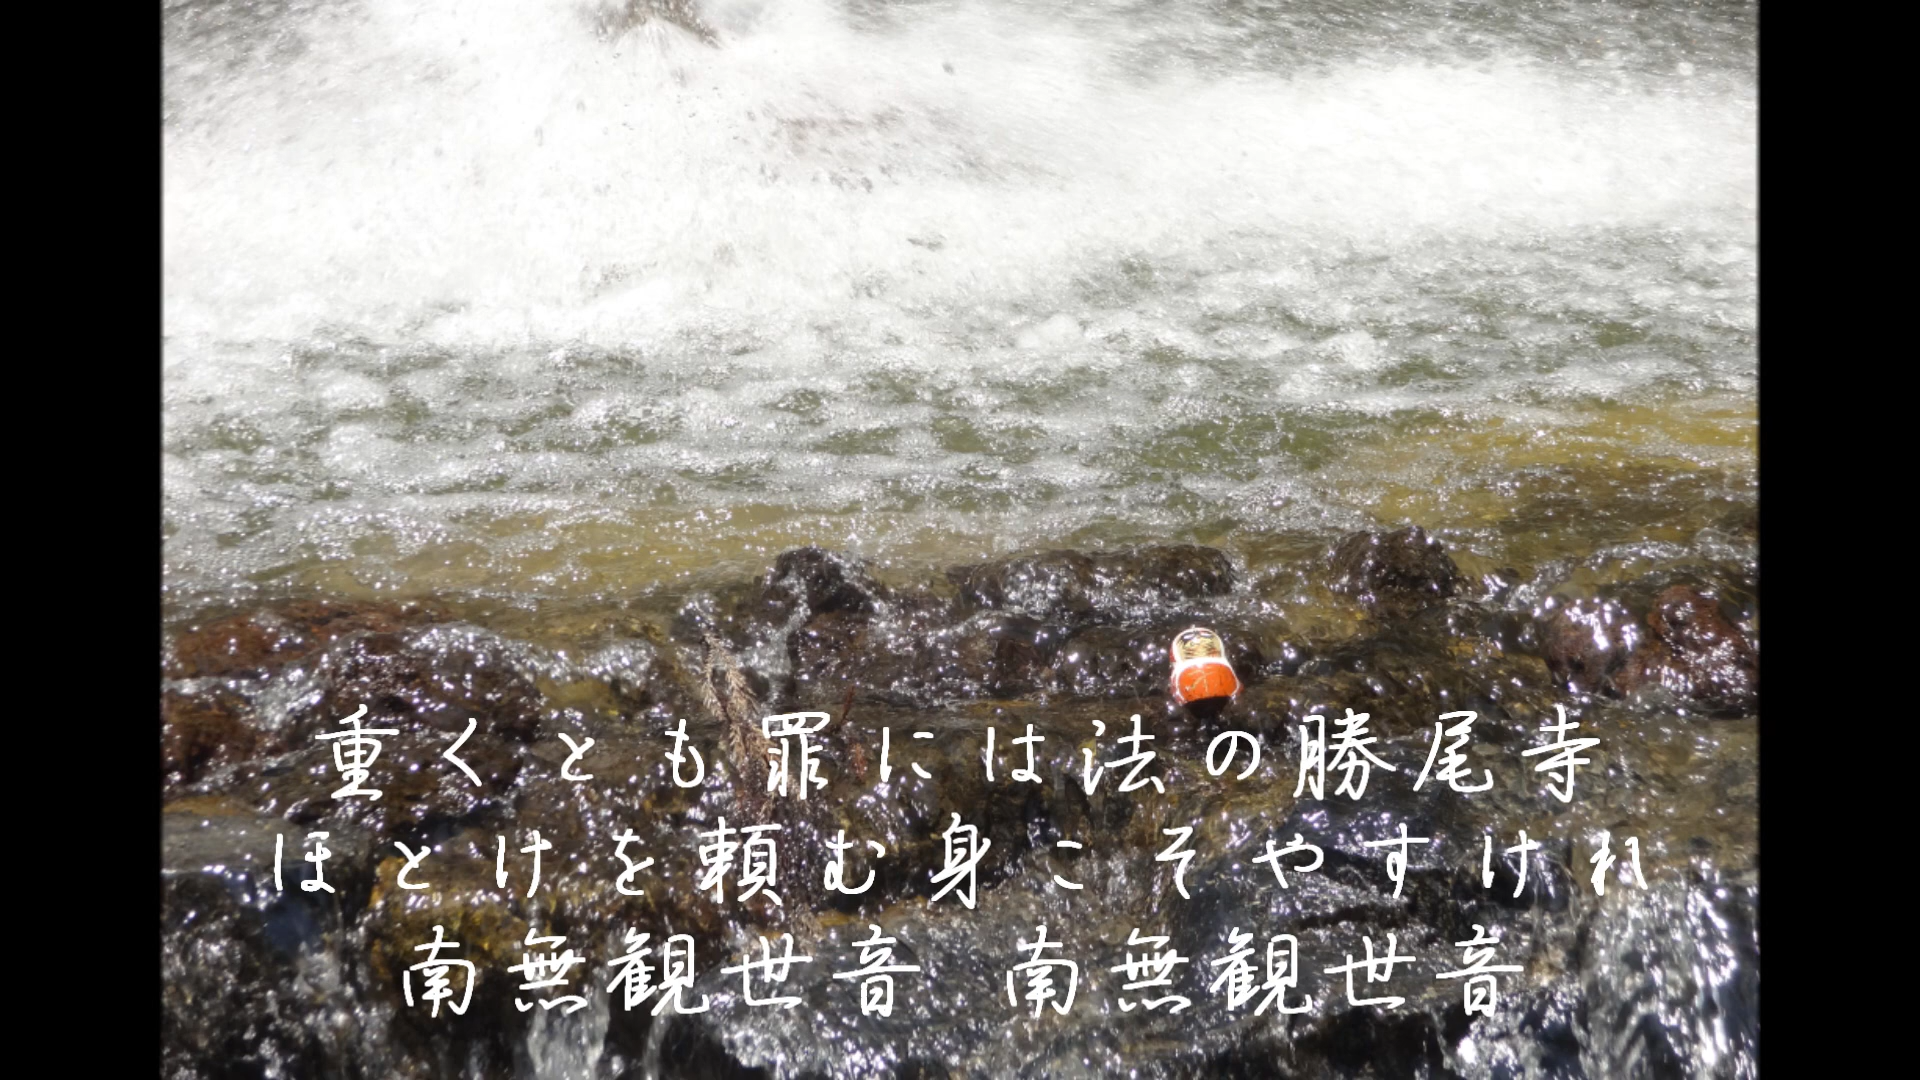 重くとも罪には法の勝尾寺
ほとけを頼む身こそやすけれ
南無観世音 南無観世音